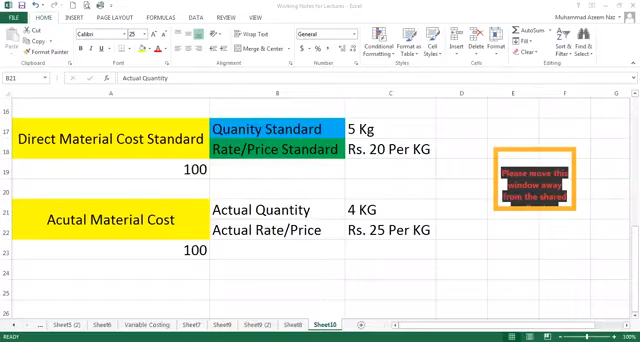 Working Notes for Lectures - Excel
Muhammad Azeem Naz
FILE HOME INSERT PAGE LAYOUT FORMULAS DATA REVIEW VIEW
Cut
Copy
Format Painter
Paste
Clipboard
Calibri 25
Font
Wrap Text
Merge & Center
Alignment
General
Number
Conditional Formatting
Format as Table
Cell Styles
Styles
Insert Delete Format
Cells
AutoSum
Fill
Clear
Sort & Filter
Find & Select
Editing
B21 Actual Quantity
A B C D E F G
16
17
18
19
20
21
22
23
24
25
26
Direct Material Cost Standard
Quanity Standard 5 Kg
Rate/Price Standard Rs. 20 Per KG
100
Please move this
window away
from the shared
Acutal Material Cost
Actual Quantity 4 KG
Actual Rate/Price Rs. 25 Per KG
100
... Sheet5 (2) Sheet6 Variable Costing Sheet7 Sheet9 Sheet9 (2) Sheet8 Sheet10
READY
100%